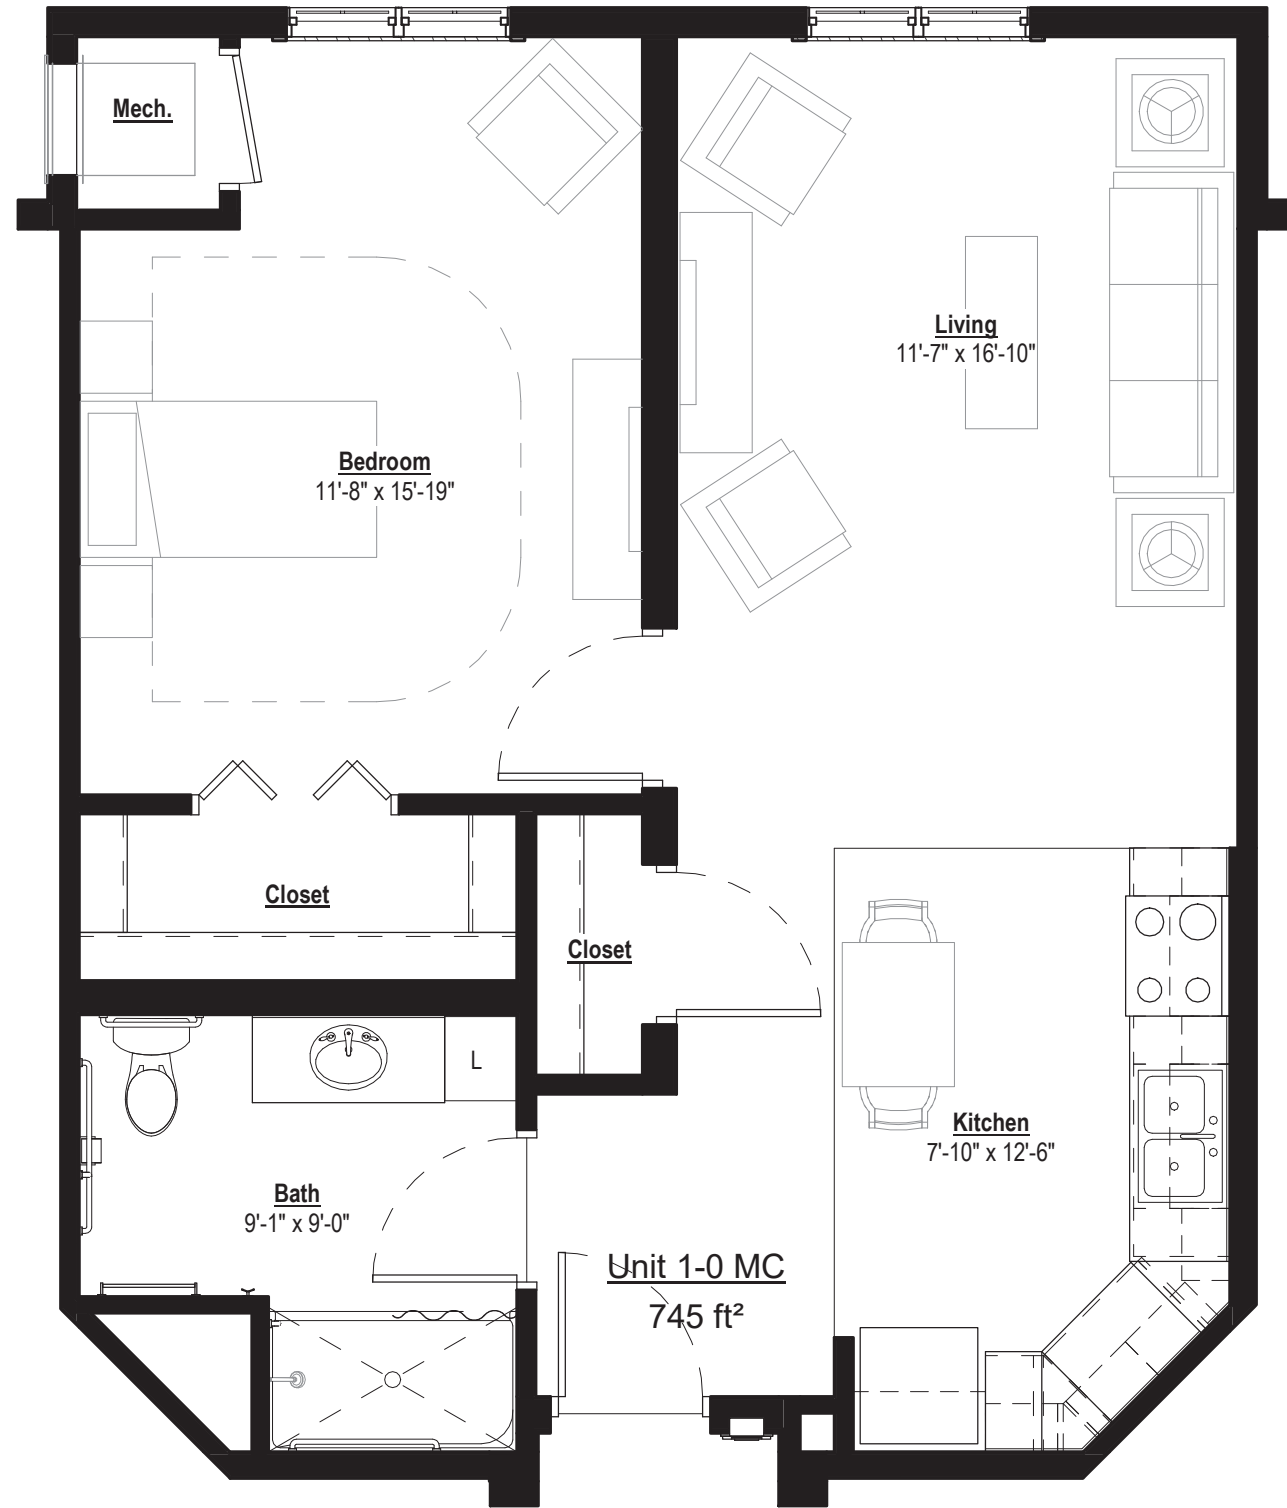 Mech.
Living
11'-7" x 16'-10"
Bedroom
11'-8" x 15'-19"
Closet
Closet
L
Kitchen
7'-10" x 12'-6"
Bath
9'-1" x 9'-0"
Unit 1-0 MC
745 ft²